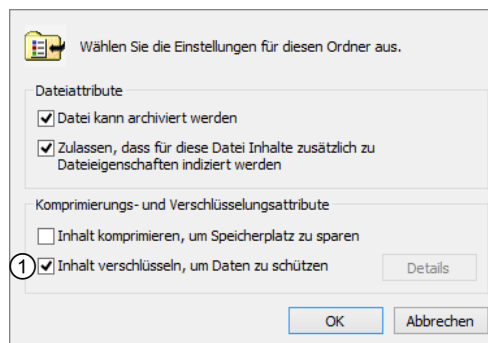 Wählen Sie die Einstellungen für diesen Ordner aus.
Dateiattribute
Datei kann archiviert werden
Zulassen, dass für diese Datei Inhalte zusätzlich zu
Dateieigenschaften indiziert werden
Komprimierungs- und Verschlüsselungsattribute
Inhalt komprimieren, um Speicherplatz zu sparen
1 Inhalt verschlüsseln, um Daten zu schützen Details
OK Abbrechen